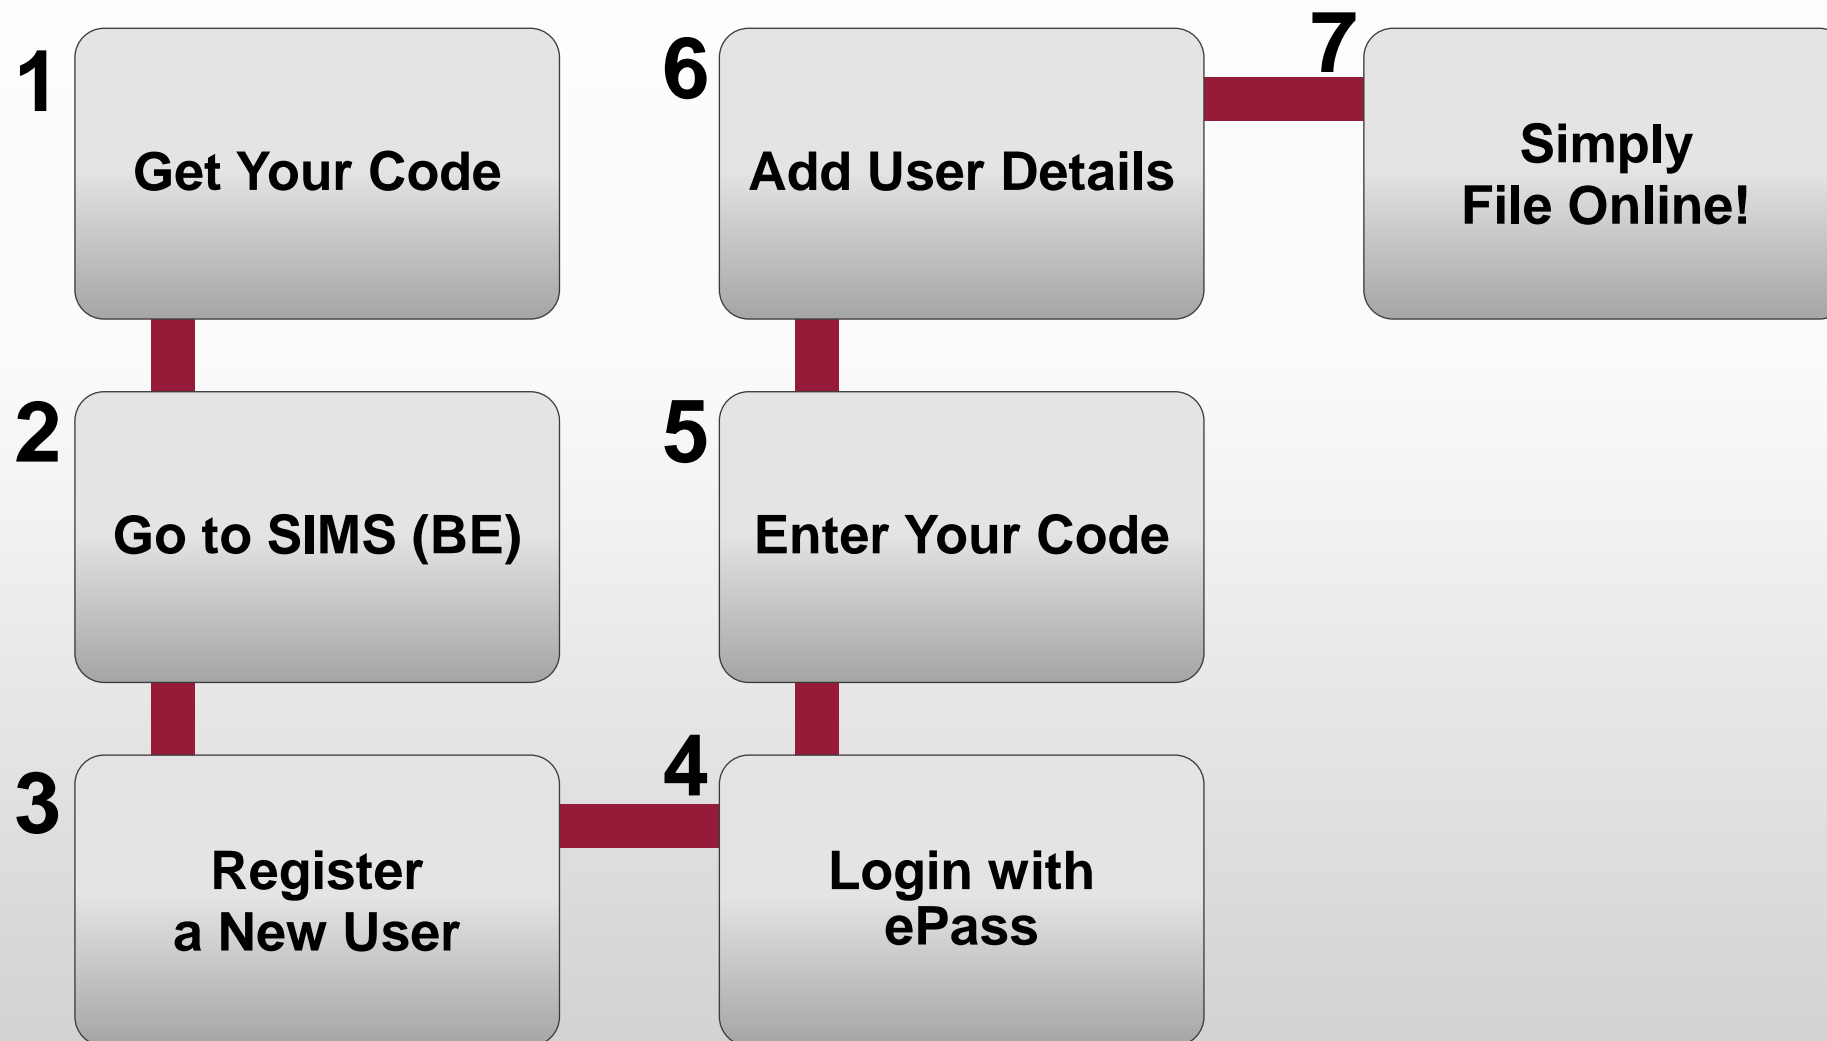 1
Get Your Code
2
Go to SIMS (BE)
3
Register
a New User
4
Login with
ePass
5
Enter Your Code
6
Add User Details
7
Simply
File Online!